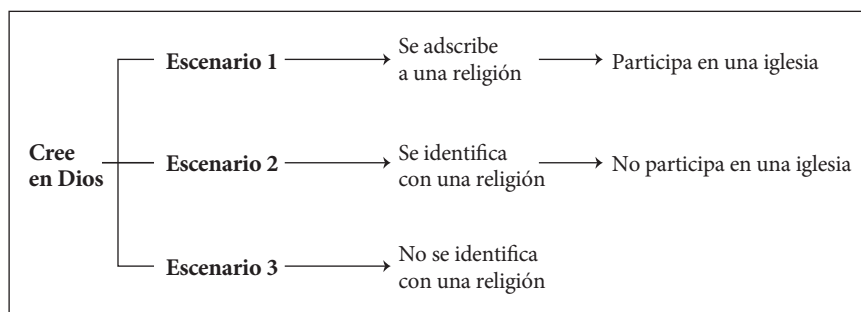 Escenario 1
Se adscribe
a una religión
Participa en una iglesia
Cree
en Dios
Escenario 2
Se identifica
con una religión
No participa en una iglesia
Escenario 3
No se identifica
con una religión